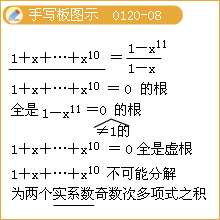 手写板图示 0120-08
1+x+…+x¹⁰ = (1-x¹¹)/(1-x)
1+x+…+x¹⁰ = 0 的根
全是 1-x¹¹=0 的根
≠1的
1+x+…+x¹⁰ = 0 全是虚根
1+x+…+x¹⁰ 不可能分解
为两个实系数奇数次多项式之积